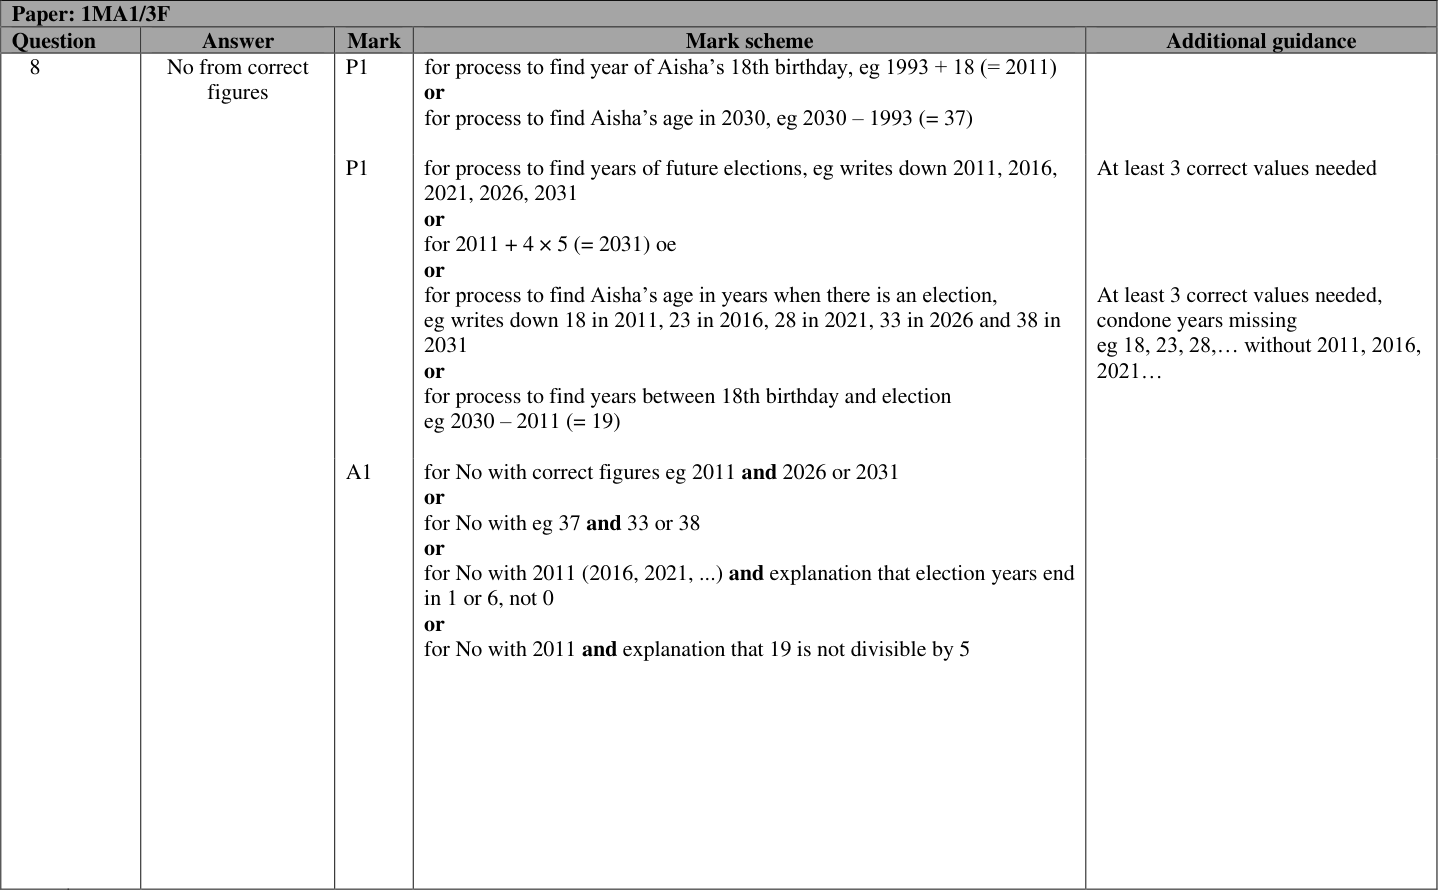 Paper: 1MA1/3F
Question Answer Mark Mark scheme Additional guidance
8 No from correct P1 for process to find year of Aisha’s 18th birthday, eg 1993 + 18 (= 2011)
figures or
for process to find Aisha’s age in 2030, eg 2030 – 1993 (= 37)
P1 for process to find years of future elections, eg writes down 2011, 2016, At least 3 correct values needed
2021, 2026, 2031
or
for 2011 + 4 × 5 (= 2031) oe
or
for process to find Aisha’s age in years when there is an election, At least 3 correct values needed,
eg writes down 18 in 2011, 23 in 2016, 28 in 2021, 33 in 2026 and 38 in condone years missing
2031 eg 18, 23, 28,… without 2011, 2016,
or 2021…
for process to find years between 18th birthday and election
eg 2030 – 2011 (= 19)
A1 for No with correct figures eg 2011 and 2026 or 2031
or
for No with eg 37 and 33 or 38
or
for No with 2011 (2016, 2021, ...) and explanation that election years end
in 1 or 6, not 0
or
for No with 2011 and explanation that 19 is not divisible by 5